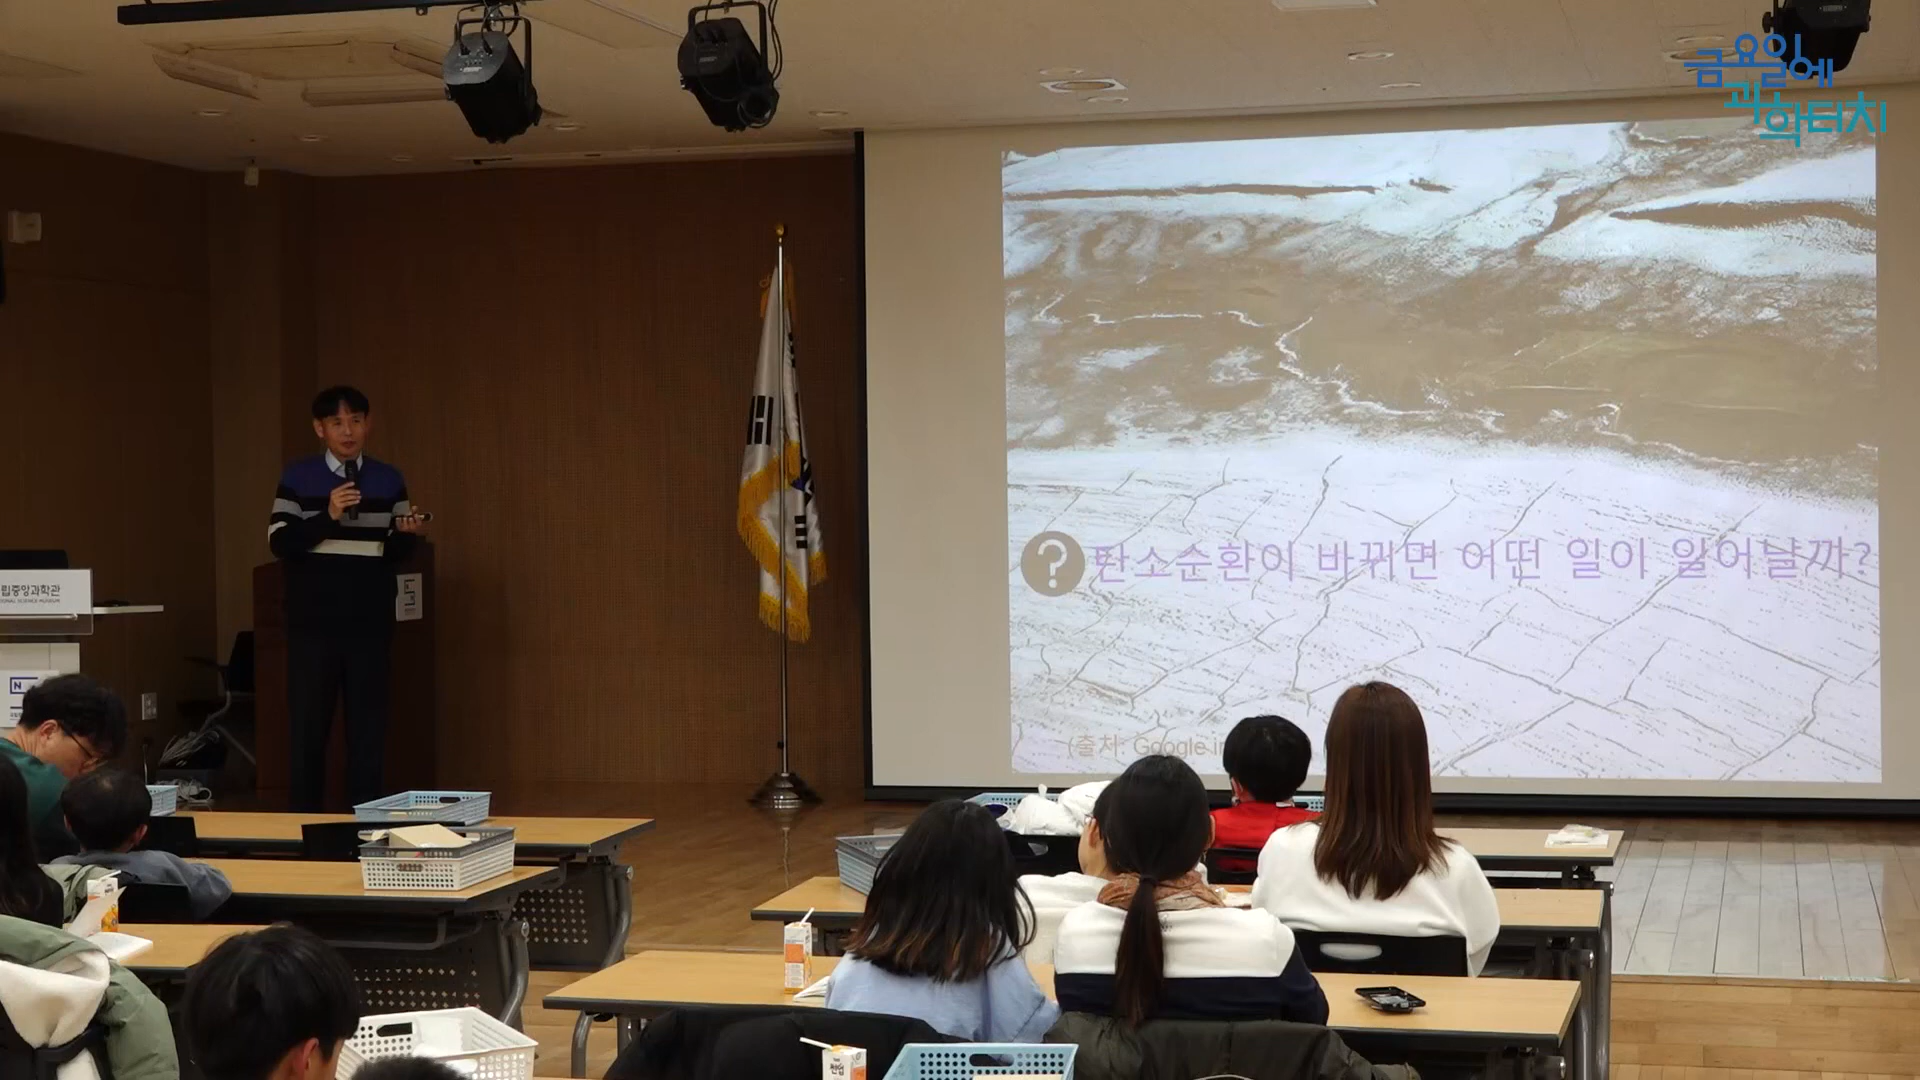 금요일에
과학터치
탄소순환이 바뀌면 어떤 일이 일어날까?
(출처: Google
립중앙과학관